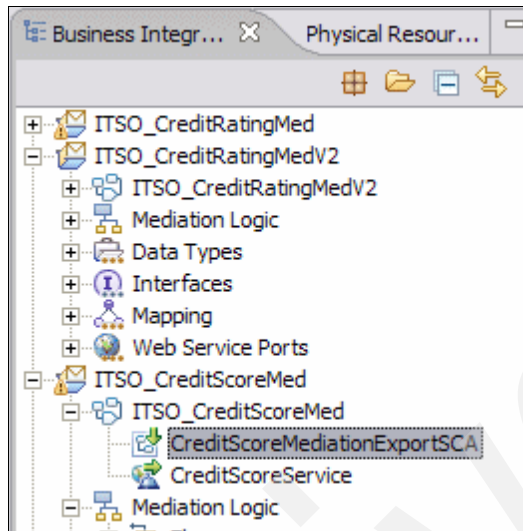 Business Integr... Physical Resour...
ITSO_CreditRatingMed
ITSO_CreditRatingMedV2
ITSO_CreditRatingMedV2
Mediation Logic
Data Types
Interfaces
Mapping
Web Service Ports
ITSO_CreditScoreMed
ITSO_CreditScoreMed
CreditScoreMediationExportSCA
CreditScoreService
Mediation Logic